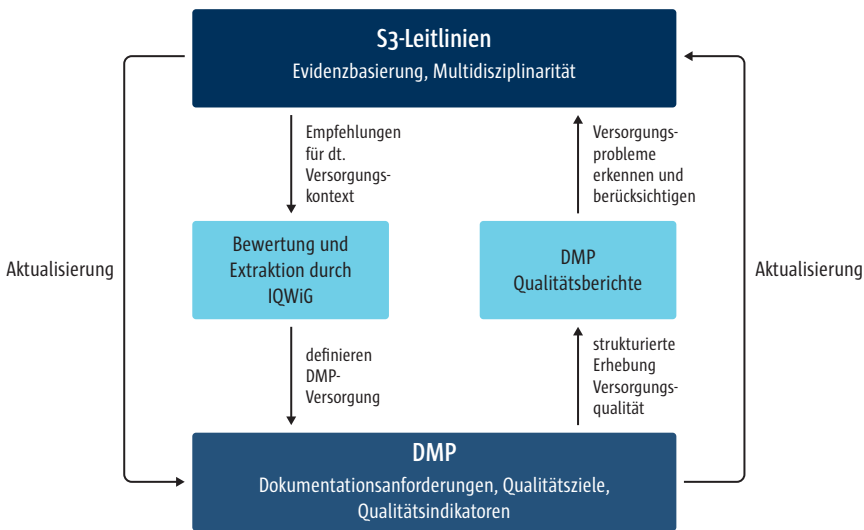 S3-Leitlinien
Evidenzbasierung, Multidisziplinarität
Empfehlungen
für dt.
Versorgungs-
kontext
Versorgungs-
probleme
erkennen und
berücksichtigen
Aktualisierung
Bewertung und
Extraktion durch
IQWiG
DMP
Qualitätsberichte
Aktualisierung
definieren
DMP-
Versorgung
strukturierte
Erhebung
Versorgungs-
qualität
DMP
Dokumentationsanforderungen, Qualitätsziele,
Qualitätsindikatoren